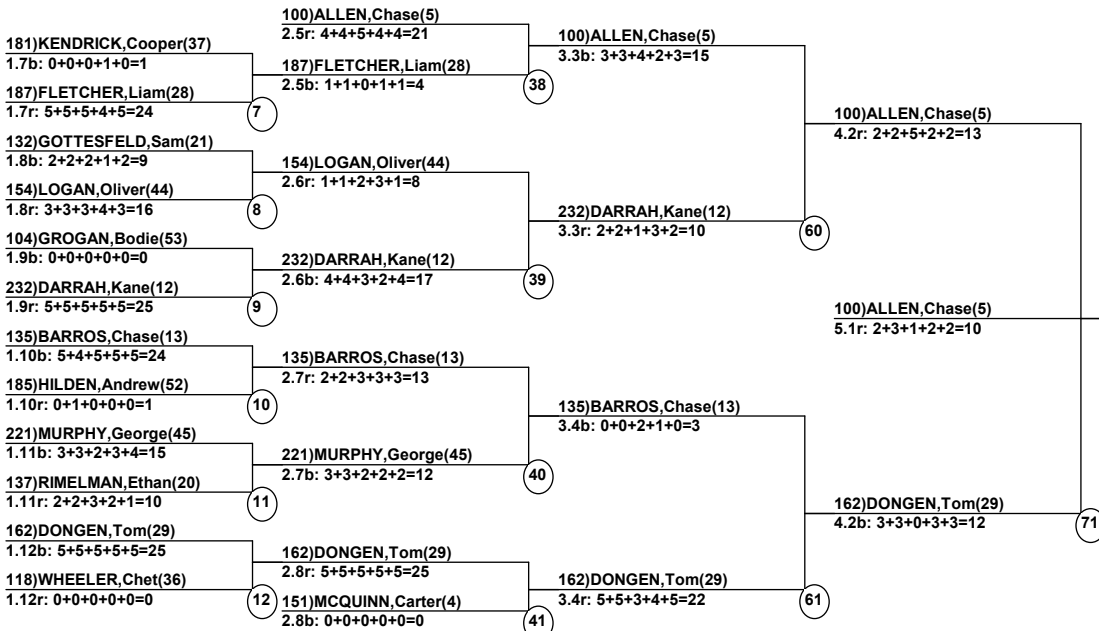 181)KENDRICK,Cooper(37)
1.7b: 0+0+0+1+0=1
187)FLETCHER,Liam(28)
1.7r: 5+5+5+4+5=24
7
132)GOTTESFELD,Sam(21)
1.8b: 2+2+2+1+2=9
154)LOGAN,Oliver(44)
1.8r: 3+3+3+4+3=16
8
104)GROGAN,Bodie(53)
1.9b: 0+0+0+0+0=0
232)DARRAH,Kane(12)
1.9r: 5+5+5+5+5=25
9
135)BARROS,Chase(13)
1.10b: 5+4+5+5+5=24
185)HILDEN,Andrew(52)
1.10r: 0+1+0+0+0=1
10
221)MURPHY,George(45)
1.11b: 3+3+2+3+4=15
137)RIMELMAN,Ethan(20)
1.11r: 2+2+3+2+1=10
11
162)DONGEN,Tom(29)
1.12b: 5+5+5+5+5=25
118)WHEELER,Chet(36)
1.12r: 0+0+0+0+0=0
12
100)ALLEN,Chase(5)
2.5r: 4+4+5+4+4=21
187)FLETCHER,Liam(28)
2.5b: 1+1+0+1+1=4
38
154)LOGAN,Oliver(44)
2.6r: 1+1+2+3+1=8
232)DARRAH,Kane(12)
2.6b: 4+4+3+2+4=17
39
135)BARROS,Chase(13)
2.7r: 2+2+3+3+3=13
221)MURPHY,George(45)
2.7b: 3+3+2+2+2=12
40
162)DONGEN,Tom(29)
2.8r: 5+5+5+5+5=25
151)MCQUINN,Carter(4)
2.8b: 0+0+0+0+0=0
41
100)ALLEN,Chase(5)
3.3b: 3+3+4+2+3=15
232)DARRAH,Kane(12)
3.3r: 2+2+1+3+2=10
60
135)BARROS,Chase(13)
3.4b: 0+0+2+1+0=3
162)DONGEN,Tom(29)
3.4r: 5+5+3+4+5=22
61
100)ALLEN,Chase(5)
4.2r: 2+2+5+2+2=13
162)DONGEN,Tom(29)
4.2b: 3+3+0+3+3=12
71
100)ALLEN,Chase(5)
5.1r: 2+3+1+2+2=10